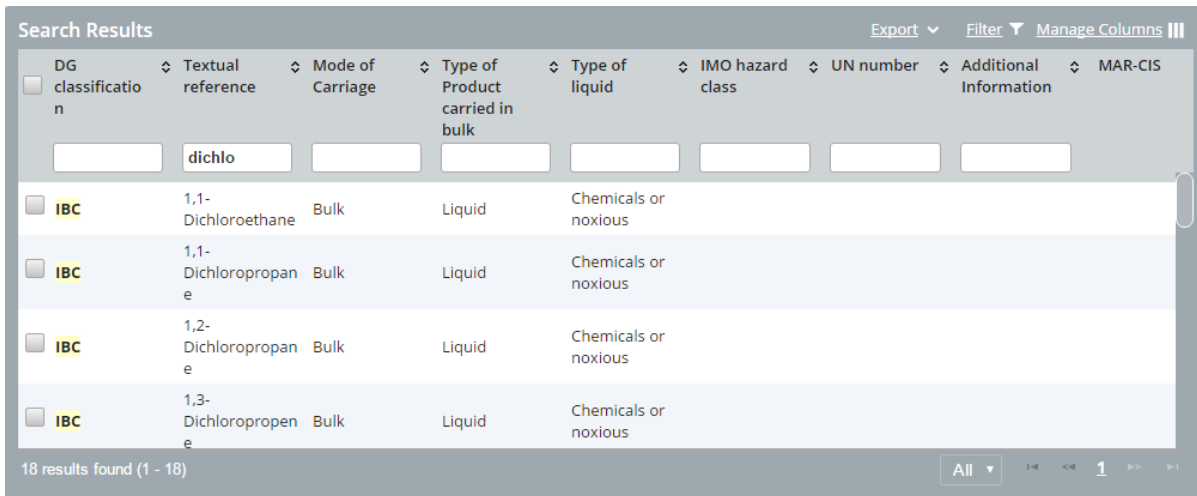 Search Results
Export Filter Manage Columns
DG classificatio n
Textual reference
Mode of Carriage
Type of Product carried in bulk
Type of liquid
IMO hazard class
UN number
Additional Information
MAR-CIS
dichlo
IBC
1,1-
Dichloroethane
Bulk
Liquid
Chemicals or
noxious
IBC
1,1-
Dichloropropan
e
Bulk
Liquid
Chemicals or
noxious
IBC
1,2-
Dichloropropan
e
Bulk
Liquid
Chemicals or
noxious
IBC
1,3-
Dichloropropen
e
Bulk
Liquid
Chemicals or
noxious
18 results found (1 - 18)
All
1